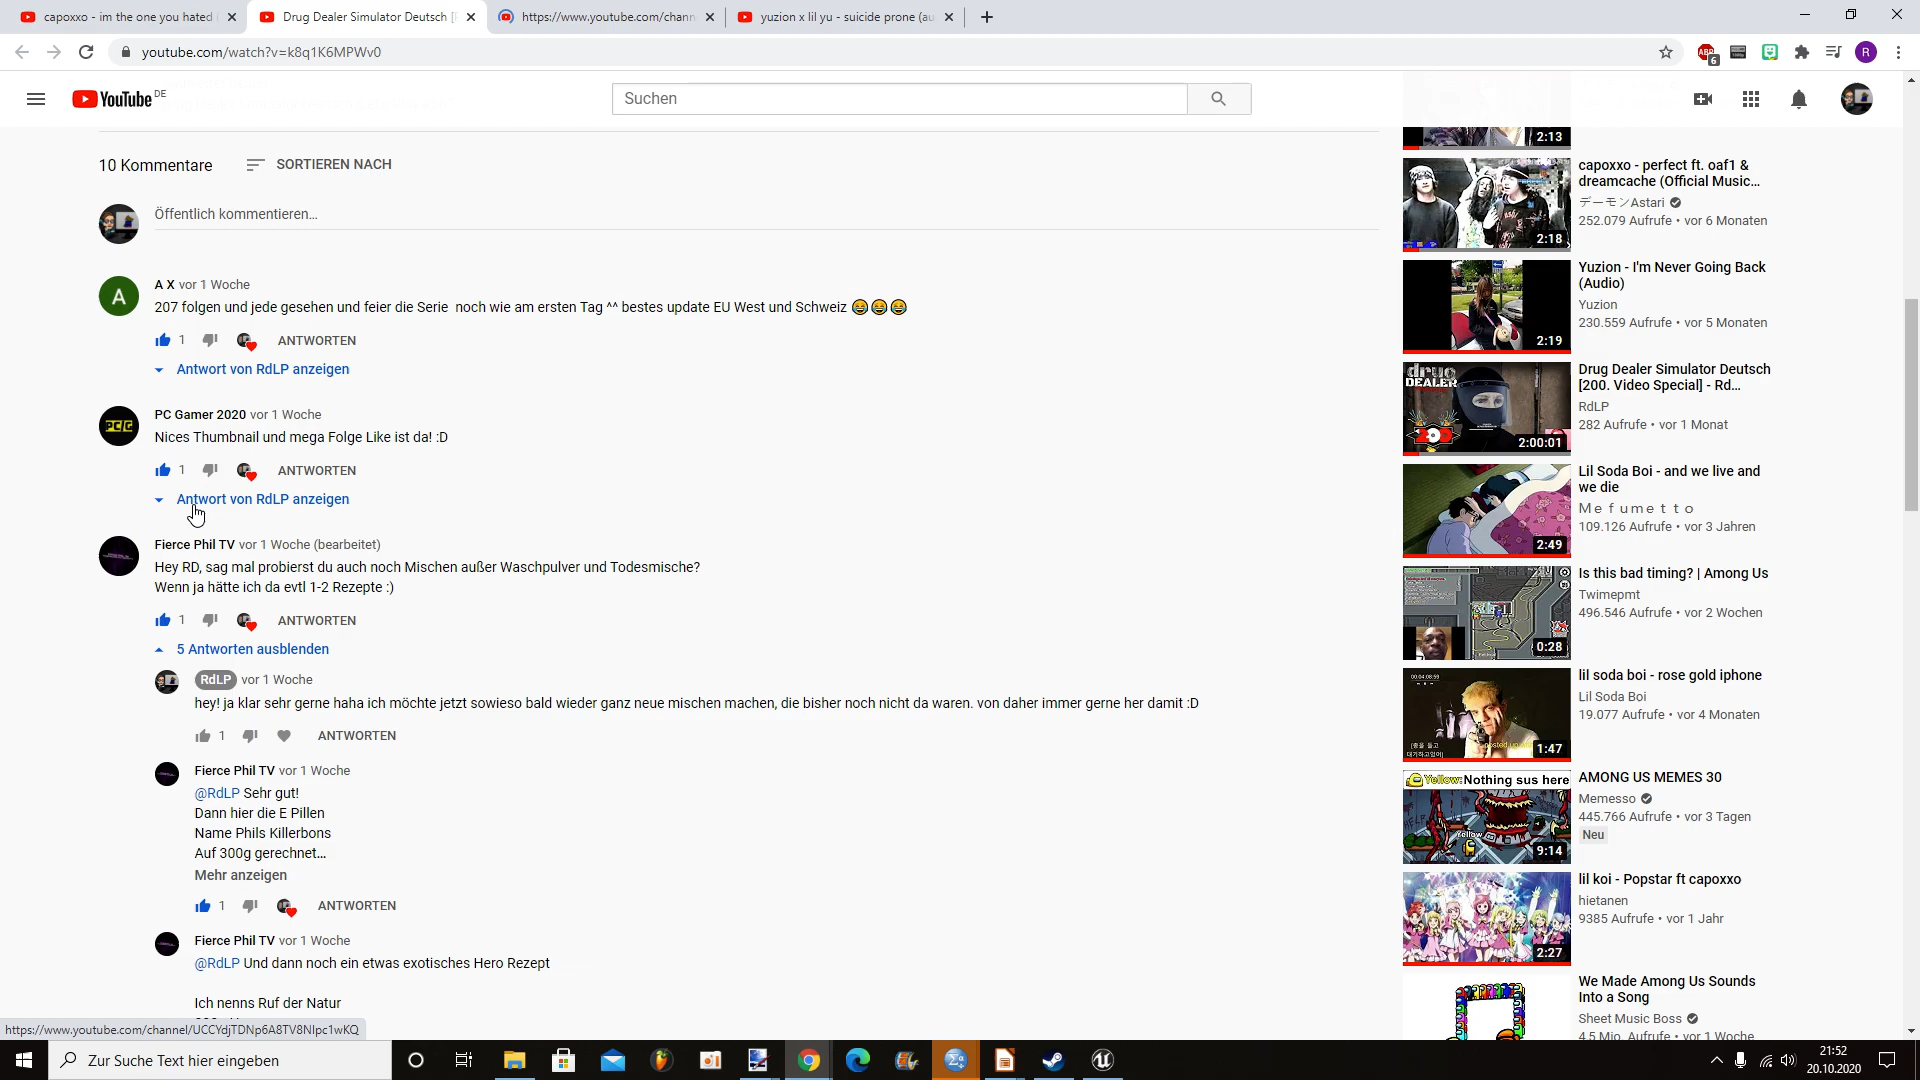 capoxxo - im the one you hated
Drug Dealer Simulator Deutsch [
https://www.youtube.com/chann
yuzion x lil yu - suicide prone (au
youtube.com/watch?v=k8q1K6MPWv0
ABP
6
R
YouTube DE
Suchen
10 Kommentare
SORTIEREN NACH
Öffentlich kommentieren...
A
A X vor 1 Woche
207 folgen und jede gesehen und feier die Serie noch wie am ersten Tag ^^ bestes update EU West und Schweiz 😂😂😂
1 ANTWORTEN
Antwort von RdLP anzeigen
PC Gamer 2020 vor 1 Woche
Nices Thumbnail und mega Folge Like ist da! :D
1 ANTWORTEN
Antwort von RdLP anzeigen
Fierce Phil TV vor 1 Woche (bearbeitet)
Hey RD, sag mal probierst du auch noch Mischen außer Waschpulver und Todesmische?
Wenn ja hätte ich da evtl 1-2 Rezepte :)
1 ANTWORTEN
5 Antworten ausblenden
RdLP vor 1 Woche
hey! ja klar sehr gerne haha ich möchte jetzt sowieso bald wieder ganz neue mischen machen, die bisher noch nicht da waren. von daher immer gerne her damit :D
1 ANTWORTEN
Fierce Phil TV vor 1 Woche
@RdLP Sehr gut!
Dann hier die E Pillen
Name Phils Killerbons
Auf 300g gerechnet...
Mehr anzeigen
1 ANTWORTEN
Fierce Phil TV vor 1 Woche
@RdLP Und dann noch ein etwas exotisches Hero Rezept
Ich nenns Ruf der Natur
2:13
2:18
capoxxo - perfect ft. oaf1 &
dreamcache (Official Music...
デーモンAstari
252.079 Aufrufe • vor 6 Monaten
2:19
Yuzion - I'm Never Going Back
(Audio)
Yuzion
230.559 Aufrufe • vor 5 Monaten
drug
DEALER
200
2:00:01
Drug Dealer Simulator Deutsch
[200. Video Special] - Rd...
RdLP
282 Aufrufe • vor 1 Monat
2:49
Lil Soda Boi - and we live and
we die
Mefumetto
109.126 Aufrufe • vor 3 Jahren
0:28
Is this bad timing? | Among Us
Twimepmt
496.546 Aufrufe • vor 2 Wochen
1:47
lil soda boi - rose gold iphone
Lil Soda Boi
19.077 Aufrufe • vor 4 Monaten
Yellow: Nothing sus here
Yellow
9:14
AMONG US MEMES 30
Memesso
445.766 Aufrufe • vor 3 Tagen
Neu
2:27
lil koi - Popstar ft capoxxo
hietanen
9385 Aufrufe • vor 1 Jahr
We Made Among Us Sounds
Into a Song
Sheet Music Boss
4,5 Mio. Aufrufe • vor 1 Woche
https://www.youtube.com/channel/UCCYdjTDNp6A8TV8NIpc1wKQ
Zur Suche Text hier eingeben
21:52
20.10.2020